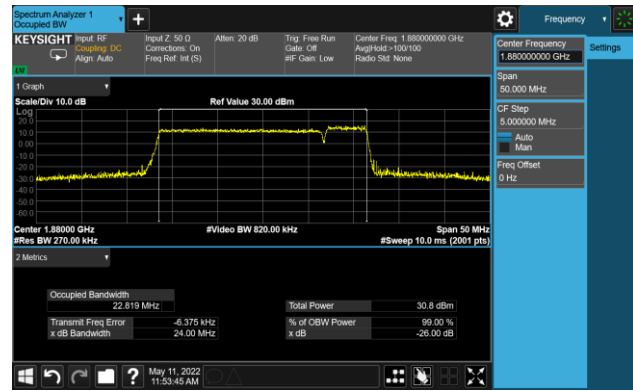 Spectrum Analyzer 1
Occupied BW
+
Frequency
KEYSIGHT
Input: RF
Coupling: DC
Align: Auto
Input Z: 50 Ω
Corrections: On
Freq Ref: Int (S)
Atten: 20 dB
Trig: Free Run
Gate: Off
#IF Gain: Low
Center Freq: 1.880000000 GHz
Avg|Hold:>100/100
Radio Std: None
Center Frequency
1.880000000 GHz
Settings
Span
50.000 MHz
CF Step
5.000000 MHz
Auto
Man
Freq Offset
0 Hz
1 Graph
Scale/Div 10.0 dB
Ref Value 30.00 dBm
Log
20.0
10.0
0.00
-10.0
-20.0
-30.0
-40.0
-50.0
-60.0
Center 1.88000 GHz
#Video BW 820.00 kHz
Span 50 MHz
#Res BW 270.00 kHz
#Sweep 10.0 ms (2001 pts)
2 Metrics
Occupied Bandwidth
22.819 MHz
Total Power
30.8 dBm
Transmit Freq Error
-6.375 kHz
% of OBW Power
99.00 %
x dB Bandwidth
24.00 MHz
x dB
-26.00 dB
?
May 11, 2022
11:53:45 AM